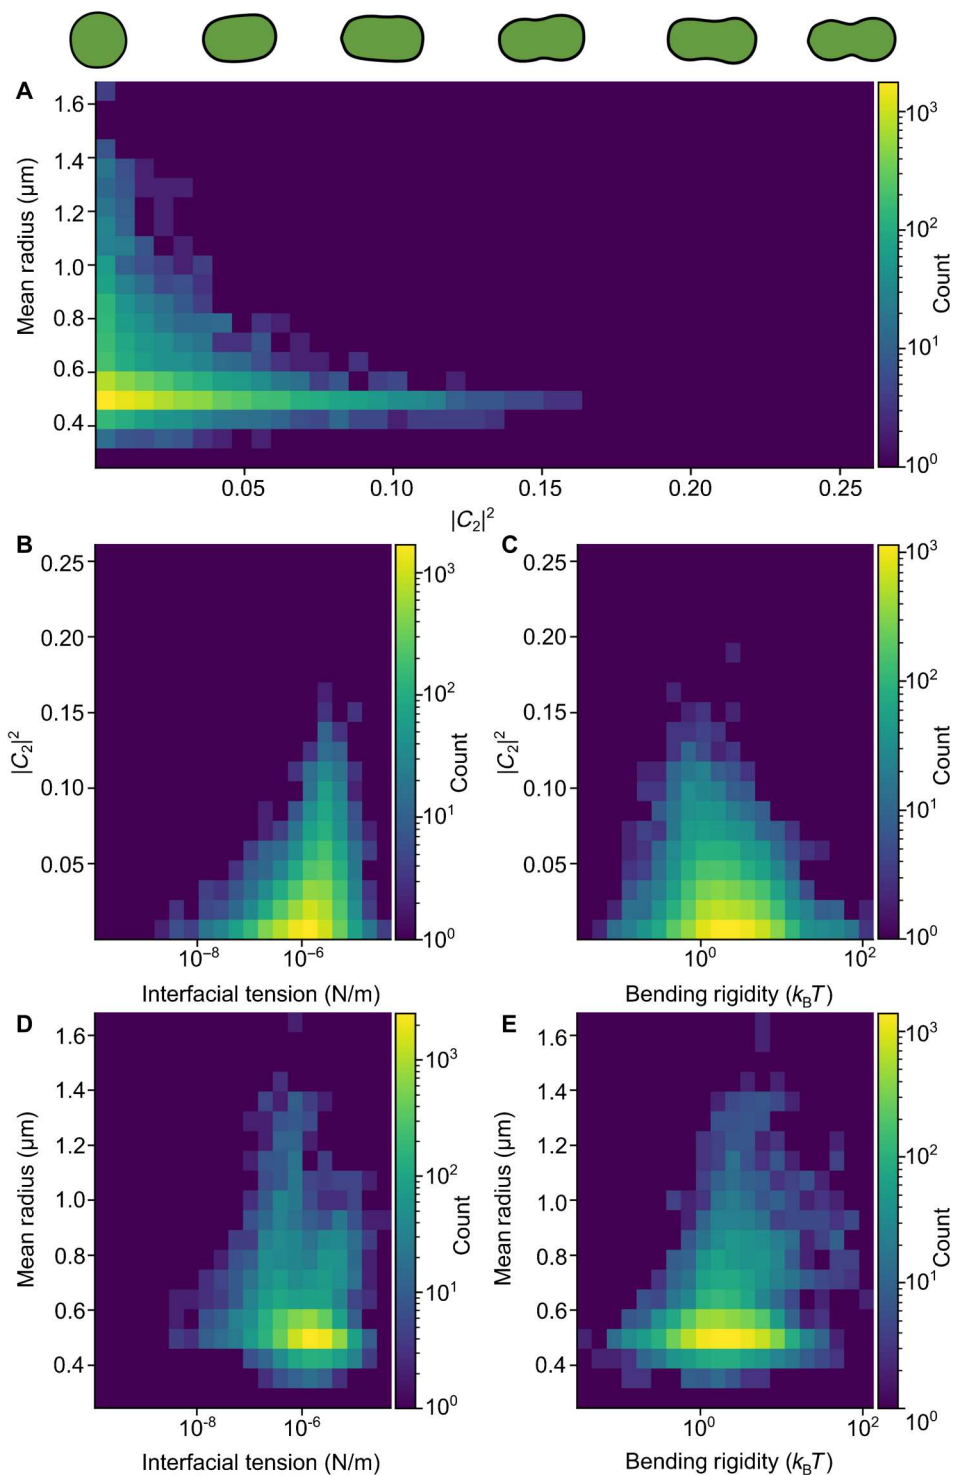 A
Mean radius (µm)
1.6
1.4
1.2
1.0
0.8
0.6
0.4
0.05 0.10 0.15 0.20 0.25
|C₂|²
10³
10²
10¹
10⁰
Count
B
|C₂|²
0.25
0.20
0.15
0.10
0.05
10⁻⁸ 10⁻⁶
Interfacial tension (N/m)
10³
10²
10¹
10⁰
Count
C
|C₂|²
0.25
0.20
0.15
0.10
0.05
10⁰ 10²
Bending rigidity (k_BT)
10³
10²
10¹
10⁰
Count
D
Mean radius (µm)
1.6
1.4
1.2
1.0
0.8
0.6
0.4
10⁻⁸ 10⁻⁶
Interfacial tension (N/m)
10³
10²
10¹
10⁰
Count
E
Mean radius (µm)
1.6
1.4
1.2
1.0
0.8
0.6
0.4
10⁰ 10²
Bending rigidity (k_BT)
10³
10²
10¹
10⁰
Count